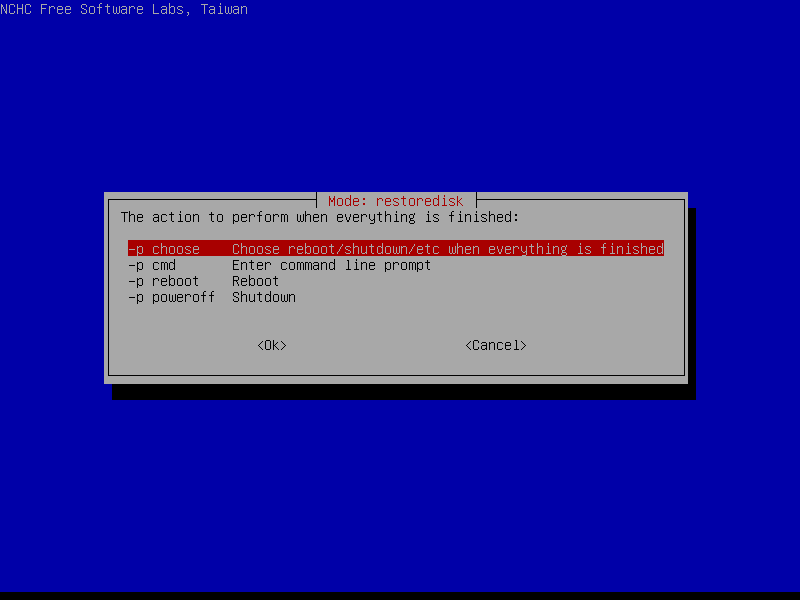 NCHC Free Software Labs, Taiwan
Mode: restoredisk
The action to perform when everything is finished:
-p choose Choose reboot/shutdown/etc when everything is finished
-p cmd Enter command line prompt
-p reboot Reboot
-p poweroff Shutdown
<Ok> <Cancel>